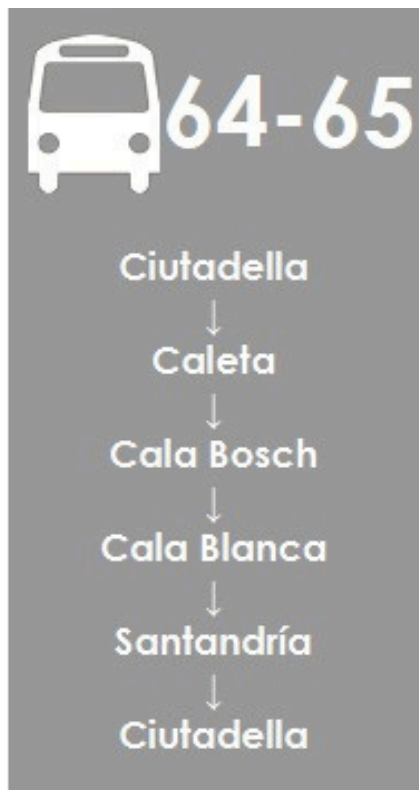 64-65
Ciutadella
↓
Caleta
↓
Cala Bosch
↓
Cala Blanca
↓
Santandría
↓
Ciutadella